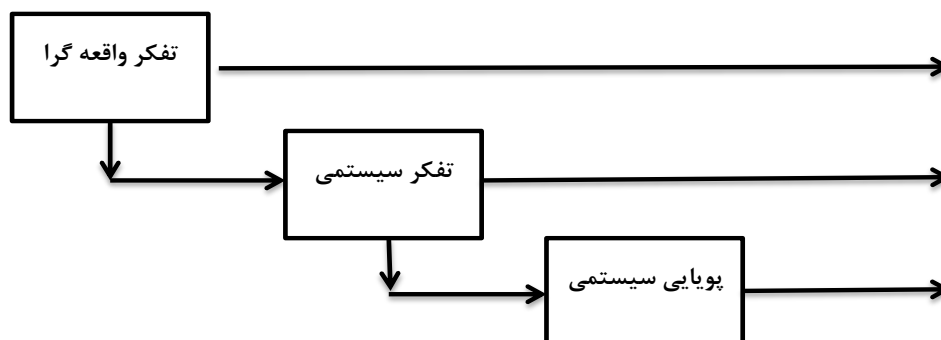 تفکر واقعه گرا
تفکر سیستمی
پویایی سیستمی